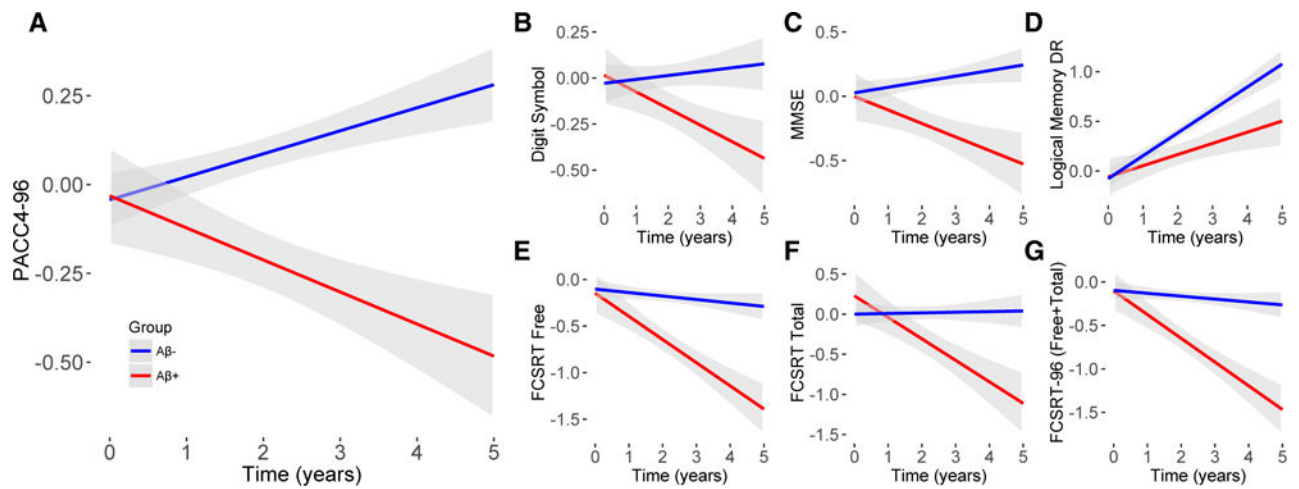 A
PACC4-96
0.25
0.00
-0.25
-0.50
Group
Aβ-
Aβ+
0 1 2 3 4 5
Time (years)
B
Digit Symbol
0.25
0.00
-0.25
-0.50
0 1 2 3 4 5
Time (years)
C
MMSE
0.5
0.0
-0.5
0 1 2 3 4 5
Time (years)
D
Logical Memory DR
1.0
0.5
0.0
0 1 2 3 4 5
Time (years)
E
FCSRT Free
0.0
-0.5
-1.0
-1.5
0 1 2 3 4 5
Time (years)
F
FCSRT Total
0.5
0.0
-0.5
-1.0
-1.5
0 1 2 3 4 5
Time (years)
G
FCSRT-96 (Free+Total)
0.0
-0.5
-1.0
-1.5
0 1 2 3 4 5
Time (years)